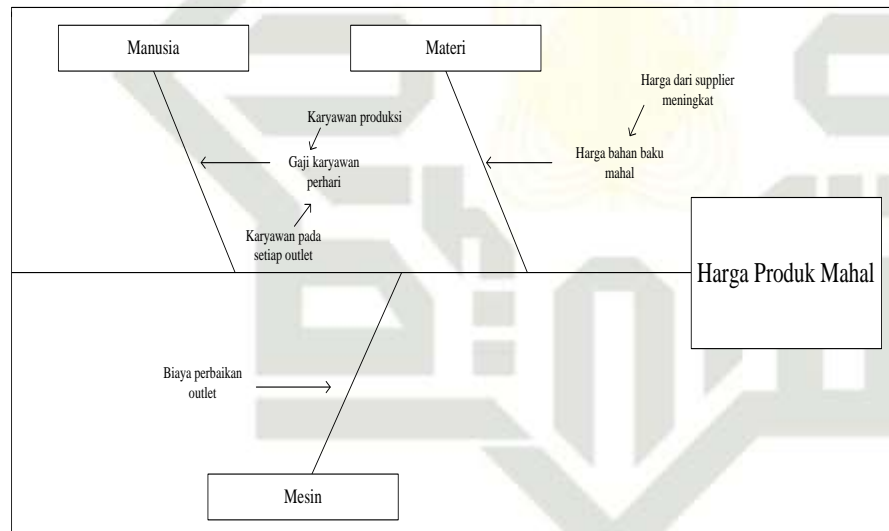 Manusia
Materi
Harga dari supplier
meningkat
Karyawan produksi
Gaji karyawan
perhari
Harga bahan baku
mahal
Karyawan pada
setiap outlet
Harga Produk Mahal
Biaya perbaikan
outlet
Mesin